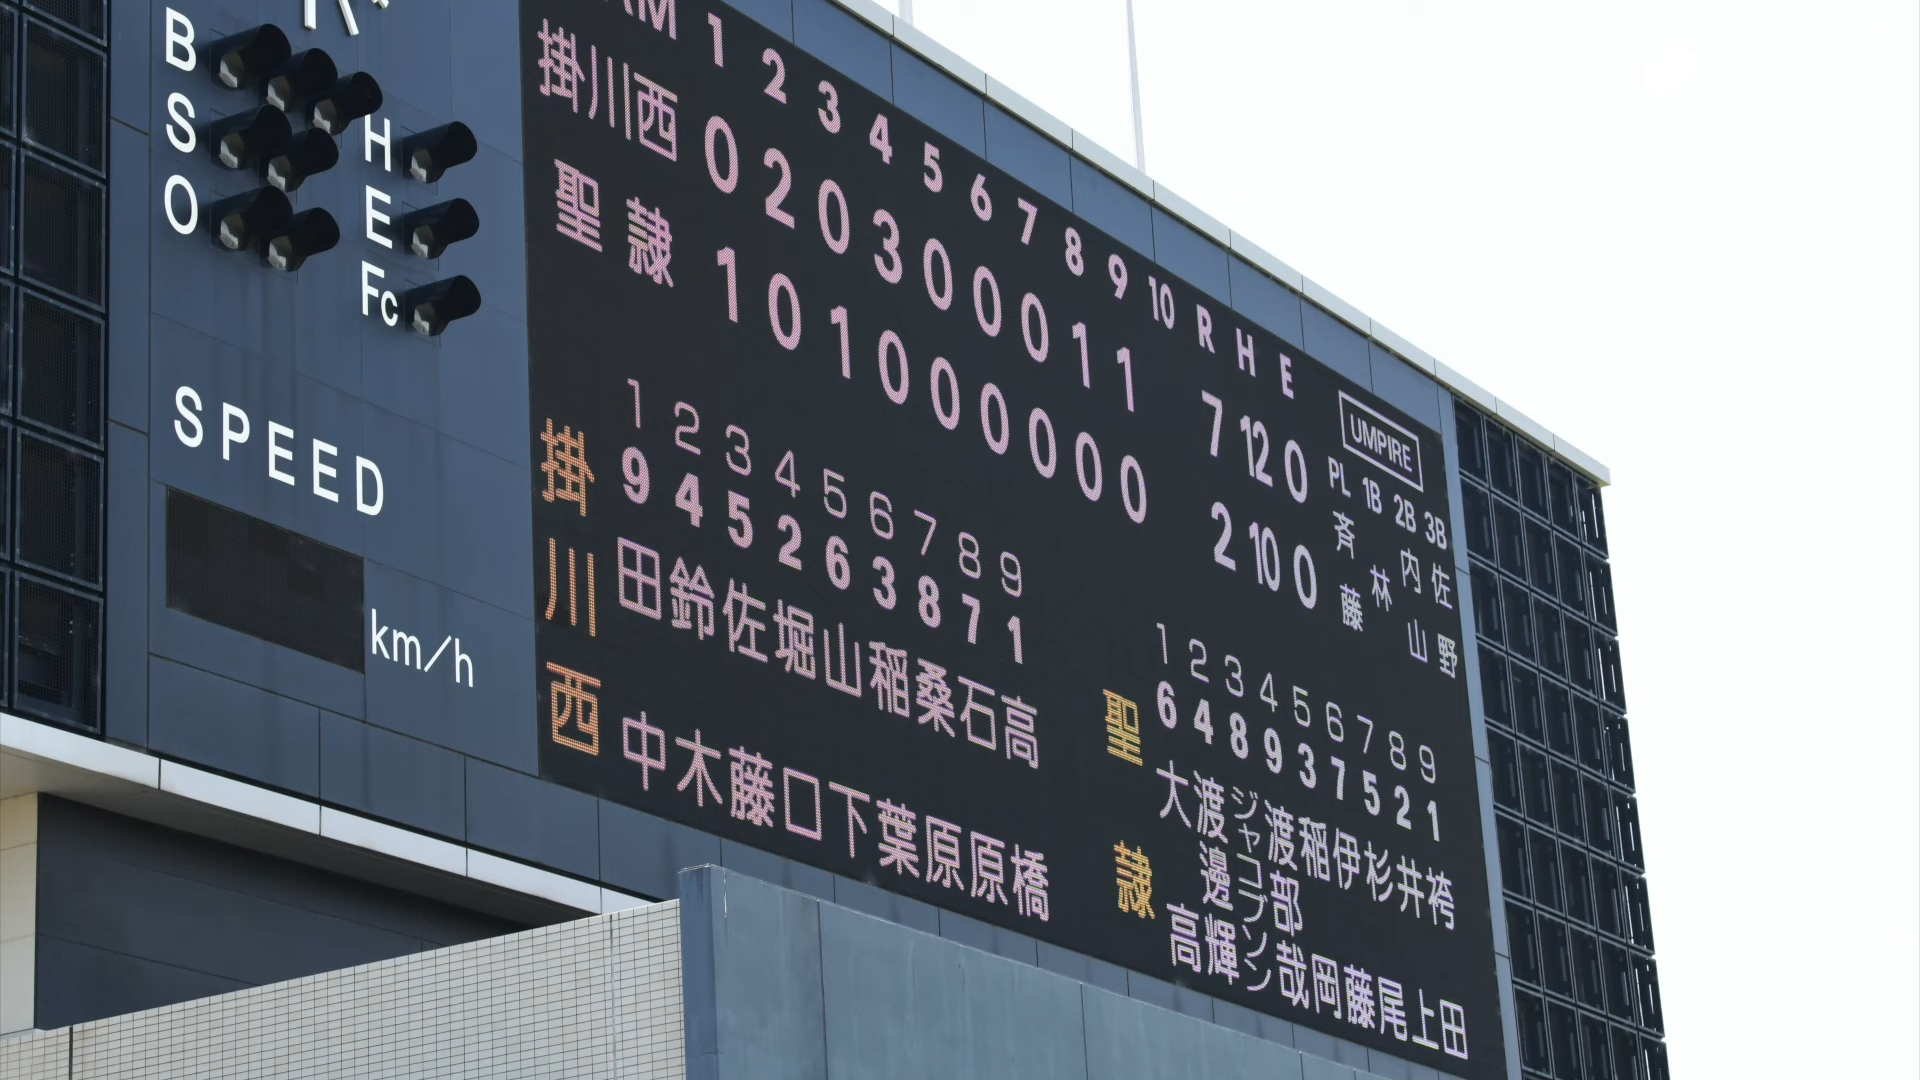 B
S
O
H
E
Fc
SPEED
km/h
1 2 3 4 5 6 7 8 9 10 R H E
掛川西 0 2 0 3 0 0 0 1 1 7 12 0
聖隷 1 0 1 0 0 0 0 0 0 2 10 0
UMPIRE
PL 1B 2B 3B
斉藤 林 内山 佐野
掛川西
1 2 3 4 5 6 7 8 9
9 4 5 2 6 3 8 7 1
田中 鈴木 佐藤 堀口 山下 稲葉 桑原 石原 高橋
聖隷
1 2 3 4 5 6 7 8 9
6 4 8 9 3 7 5 2 1
大高 渡邊輝 ジャコブソン 渡部哉 稲岡 伊藤 杉尾 井上 袴田